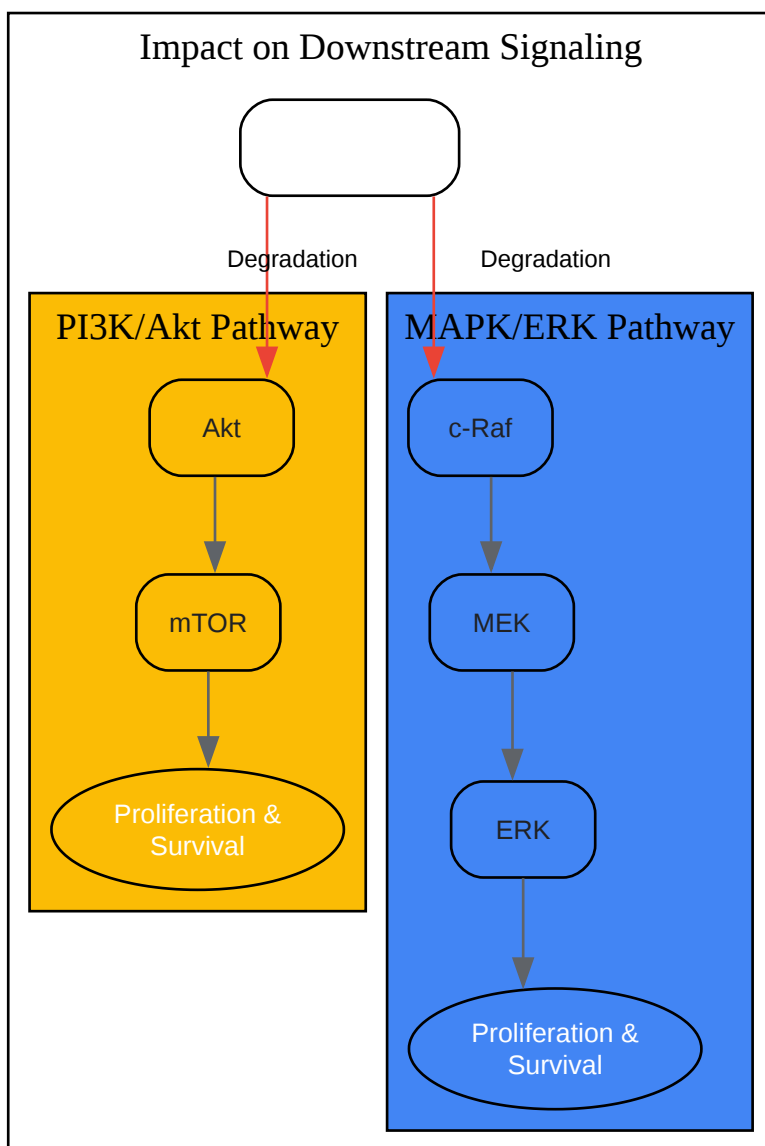 Impact on Downstream Signaling
Degradation
Degradation
PI3K/Akt Pathway
MAPK/ERK Pathway
Akt
c-Raf
mTOR
MEK
Proliferation &
Survival
ERK
Proliferation &
Survival